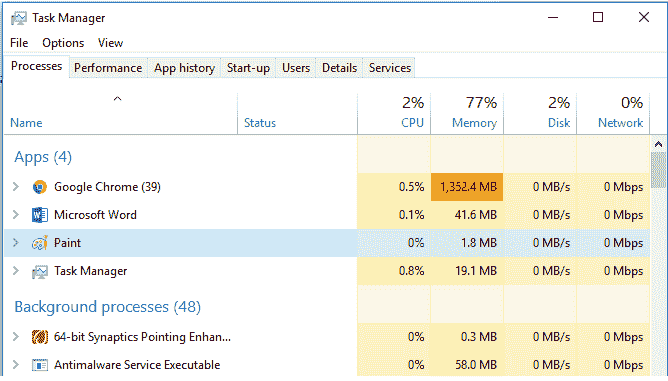 Task Manager
File Options View
Processes Performance App history Start-up Users Details Services
2% 77% 2% 0%
Name Status CPU Memory Disk Network
Apps (4)
Google Chrome (39) 0.5% 1,352.4 MB 0 MB/s 0 Mbps
Microsoft Word 0.1% 41.6 MB 0 MB/s 0 Mbps
Paint 0% 1.8 MB 0 MB/s 0 Mbps
Task Manager 0.8% 19.1 MB 0 MB/s 0 Mbps
Background processes (48)
64-bit Synaptics Pointing Enhan... 0% 0.3 MB 0 MB/s 0 Mbps
Antimalware Service Executable 0% 58.0 MB 0 MB/s 0 Mbps